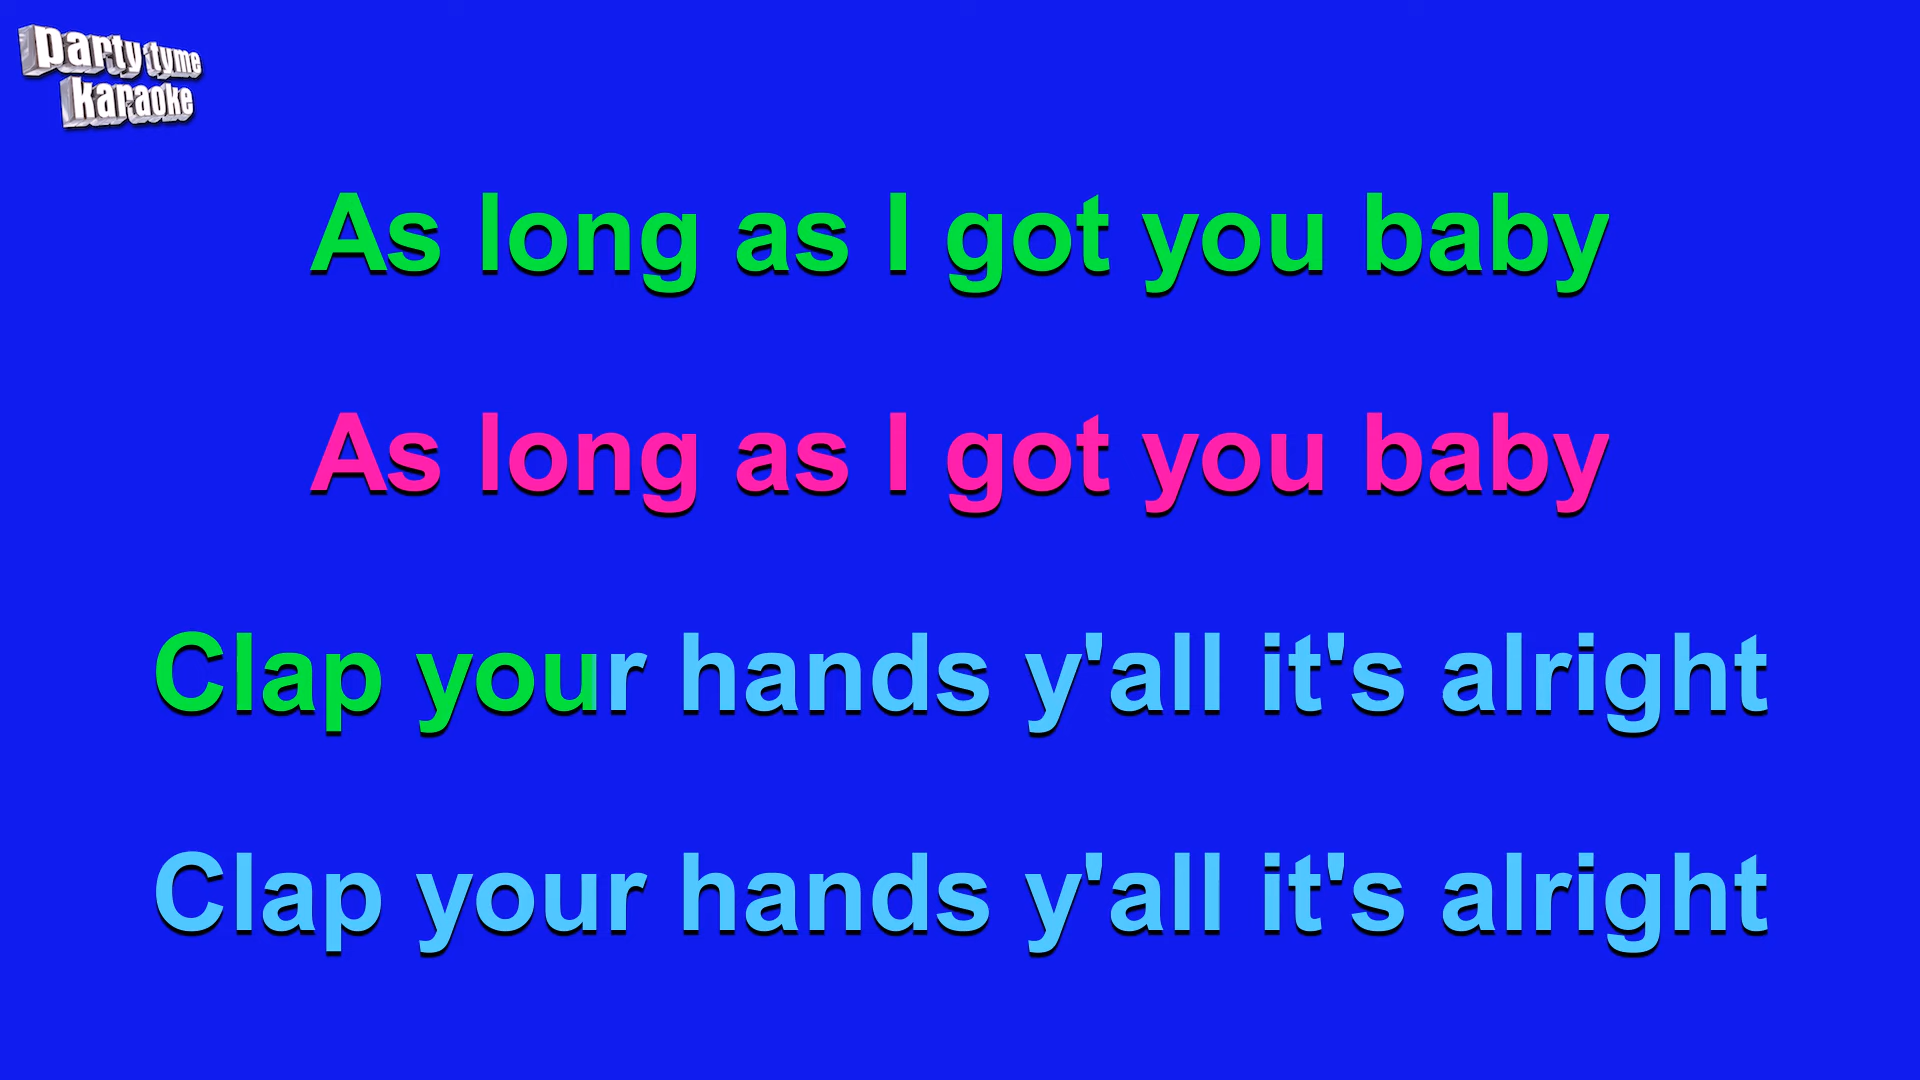 party tyme
karaoke
As long as I got you baby
As long as I got you baby
Clap your hands y'all it's alright
Clap your hands y'all it's alright